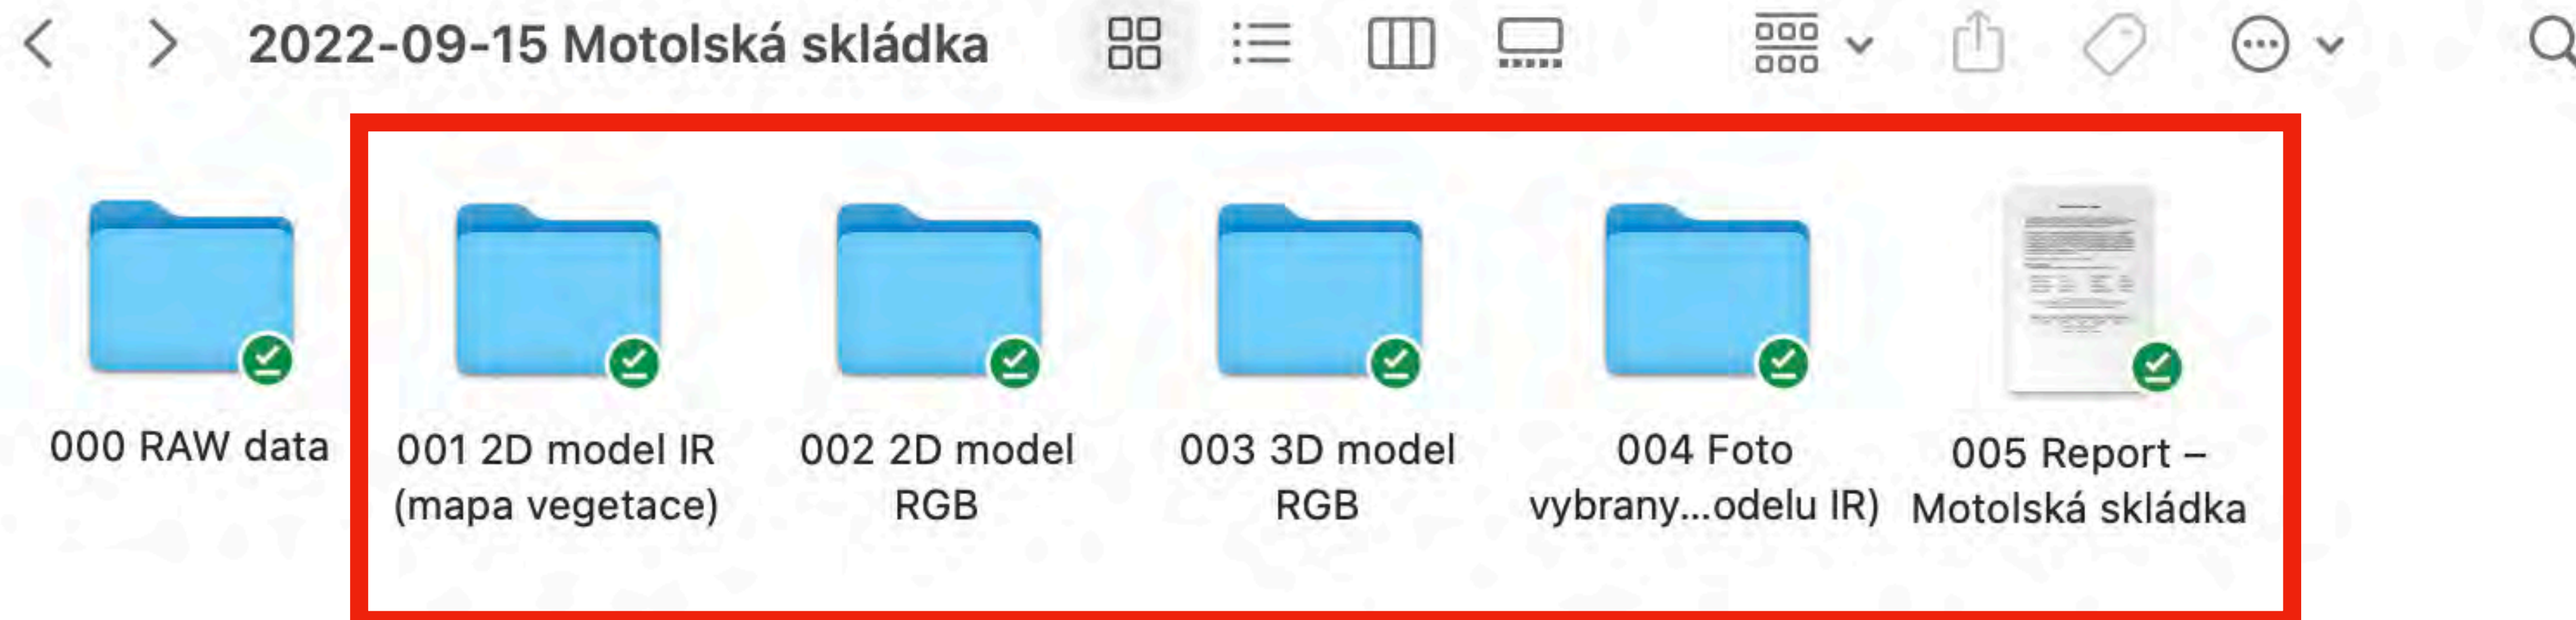 2022-09-15 Motolská skládka
000 RAW data
001 2D model IR
(mapa vegetace)
002 2D model
RGB
003 3D model
RGB
004 Foto
vybrany...odelu IR)
005 Report –
Motolská skládka